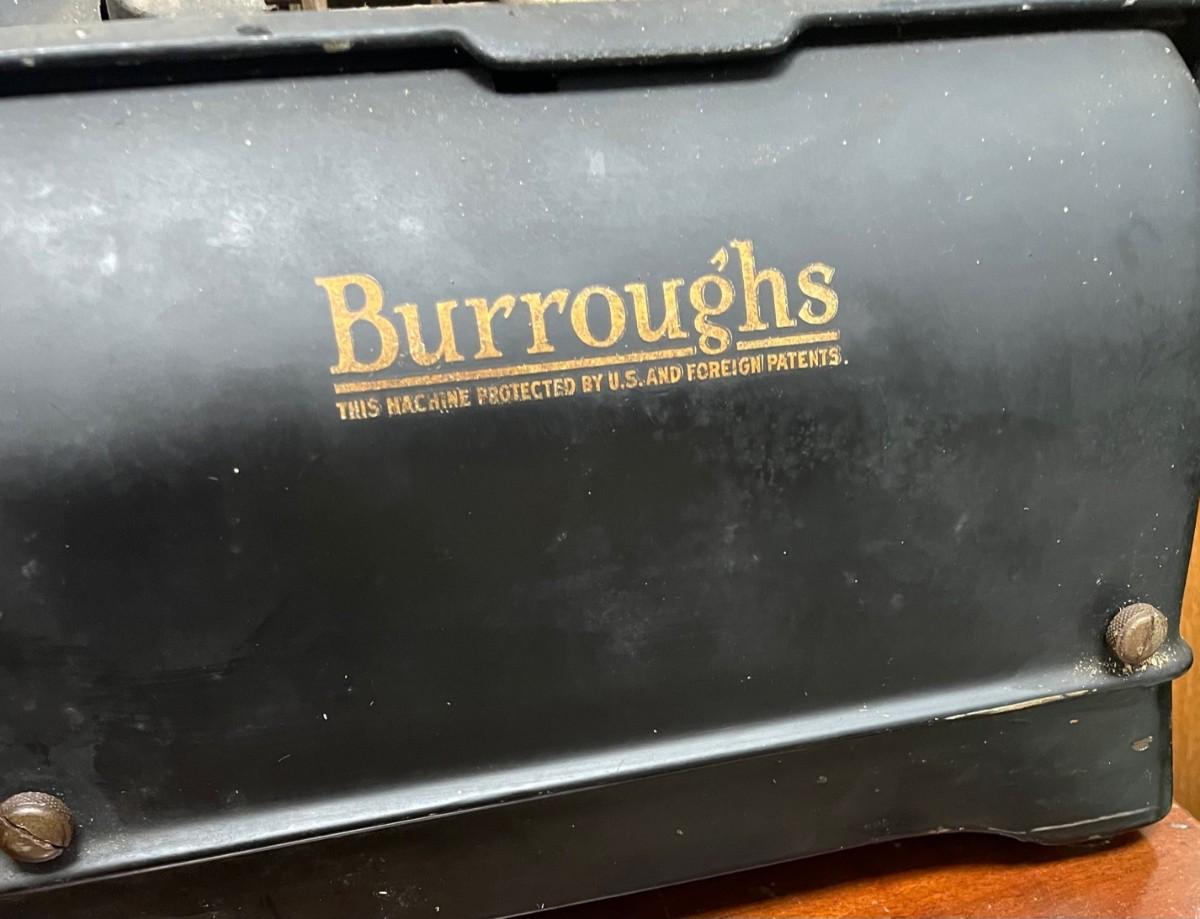 Burroughs
THIS MACHINE PROTECTED BY U.S. AND FOREIGN PATENTS.